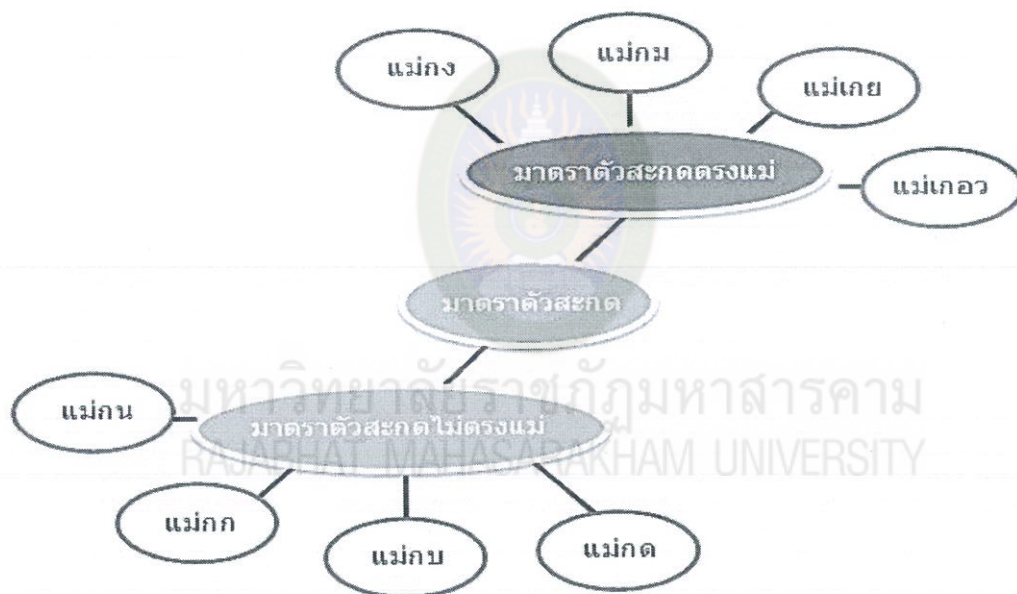 แม่กง
แม่กม
แม่เกย
มาตราตัวสะกดตรงแม่
แม่เกอว
มาตราตัวสะกด
มหาวิทยาลัยราชภัฏมหาสารคาม
แม่กน
มาตราตัวสะกดไม่ตรงแม่
RAJABHAT MAHASARAKHAM UNIVERSITY
แม่กก
แม่กบ
แม่กด